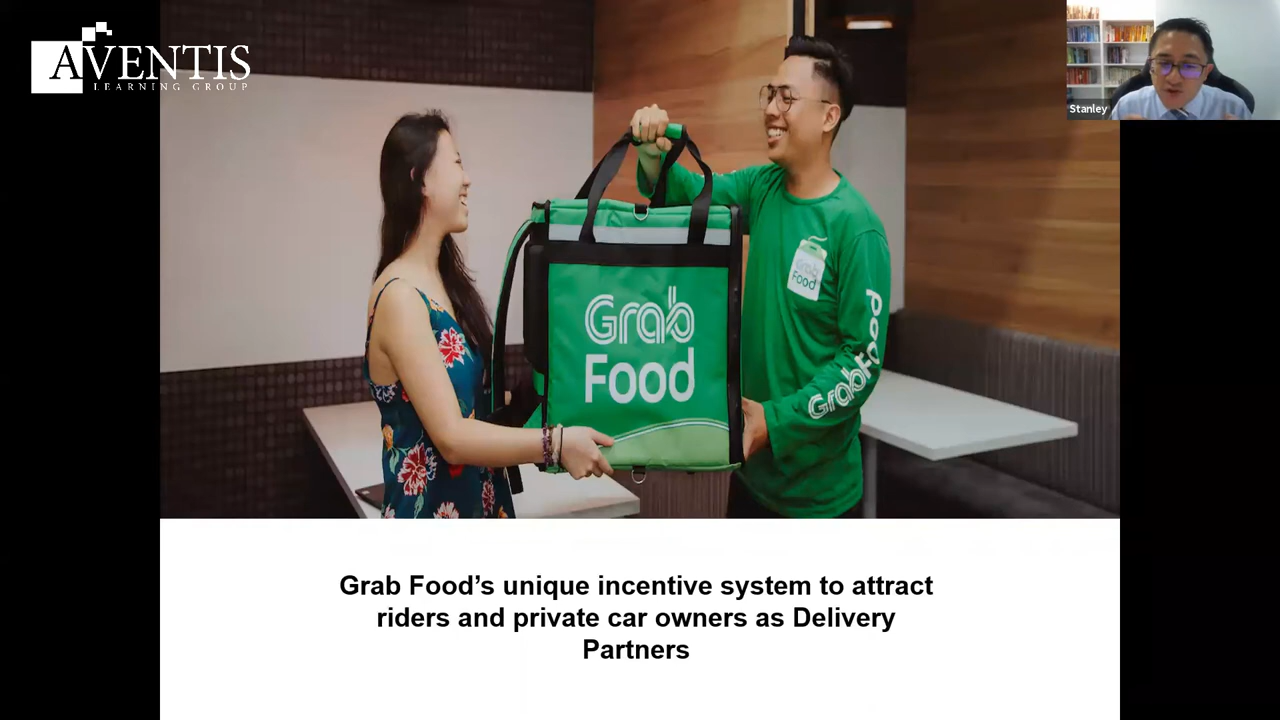 AVENTIS
LEARNING GROUP
Stanley
Grab
Food
Grab
Food
GrabFood
Grab Food’s unique incentive system to attract
riders and private car owners as Delivery
Partners